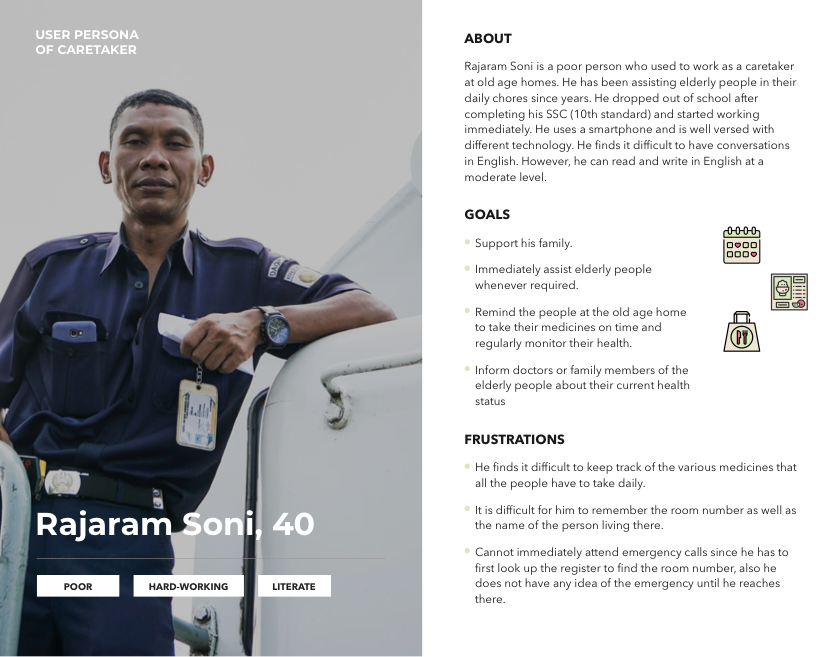 USER PERSONA
OF CARETAKER
Rajaram Soni, 40
POOR
HARD-WORKING
LITERATE
ABOUT
Rajaram Soni is a poor person who used to work as a caretaker
at old age homes. He has been assisting elderly people in their
daily chores since years. He dropped out of school after
completing his SSC (10th standard) and started working
immediately. He uses a smartphone and is well versed with
different technology. He finds it difficult to have conversations
in English. However, he can read and write in English at a
moderate level.
GOALS
Support his family.
Immediately assist elderly people
whenever required.
Remind the people at the old age home
to take their medicines on time and
regularly monitor their health.
Inform doctors or family members of the
elderly people about their current health
status
FRUSTRATIONS
He finds it difficult to keep track of the various medicines that
all the people have to take daily.
It is difficult for him to remember the room number as well as
the name of the person living there.
Cannot immediately attend emergency calls since he has to
first look up the register to find the room number, also he
does not have any idea of the emergency until he reaches
there.